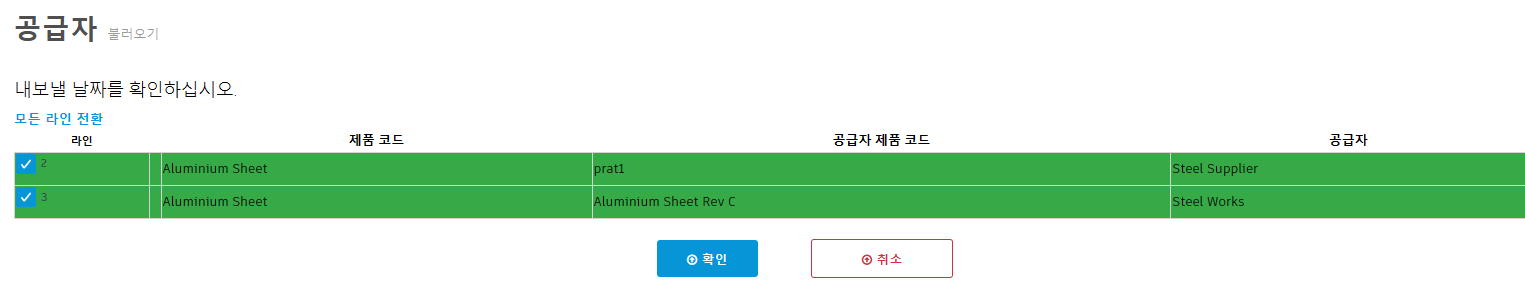 공급자 불러오기
내보낼 날짜를 확인하십시오.
모든 라인 전환
라인 제품 코드 공급자 제품 코드 공급자
2 Aluminium Sheet prat1 Steel Supplier
3 Aluminium Sheet Aluminium Sheet Rev C Steel Works
확인 취소